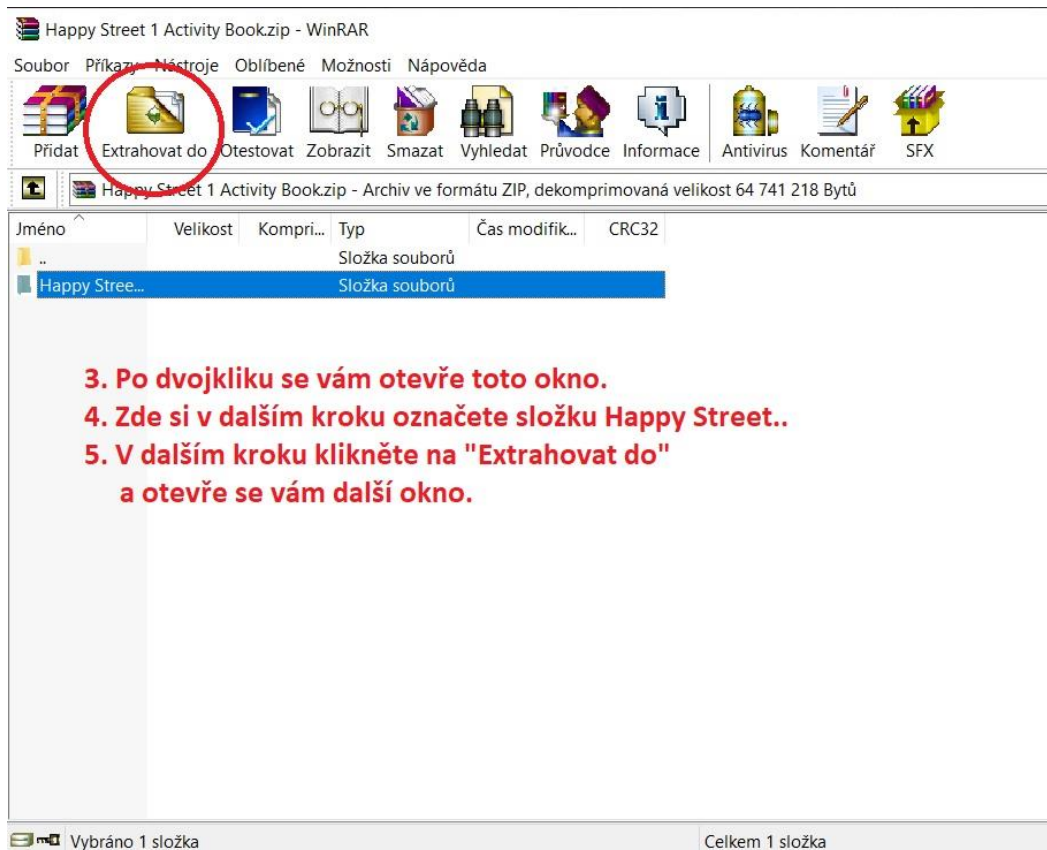 Happy Street 1 Activity Book.zip - WinRAR
Soubor Příkazy Nástroje Oblíbené Možnosti Nápověda
Přidat Extrahovat do Otestovat Zobrazit Smazat Vyhledat Průvodce Informace Antivirus Komentář SFX
Happy Street 1 Activity Book.zip - Archiv ve formátu ZIP, dekomprimovaná velikost 64 741 218 Bytů
Jméno Velikost Kompri... Typ Čas modifik... CRC32
.. Složka souborů
Happy Stree... Složka souborů
3. Po dvojkliku se vám otevře toto okno.
4. Zde si v dalším kroku označete složku Happy Street..
5. V dalším kroku klikněte na "Extrahovat do"
a otevře se vám další okno.
Vybráno 1 složka Celkem 1 složka